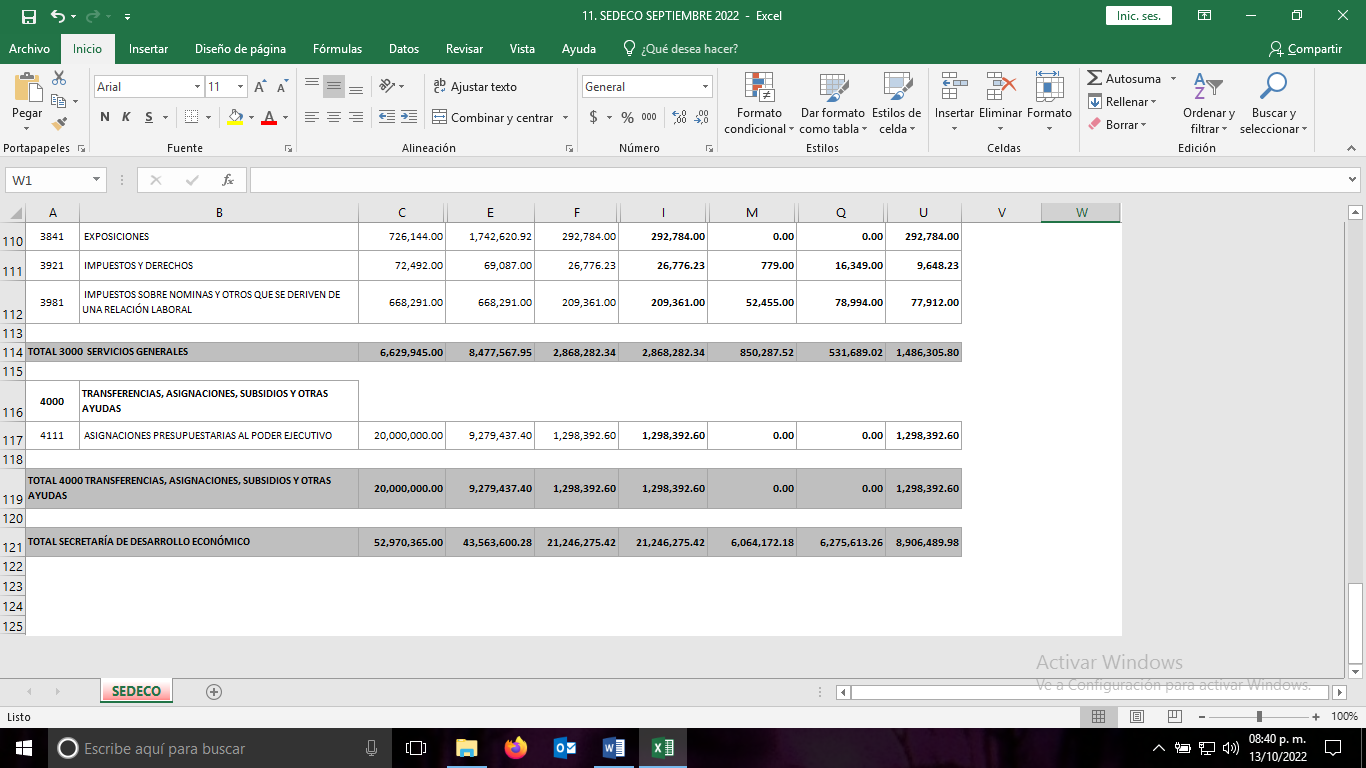 11. SEDECO SEPTIEMBRE 2022 - Excel
Inic. ses.
Archivo Inicio Insertar Diseño de página Fórmulas Datos Revisar Vista Ayuda ¿Qué desea hacer? Compartir
Pegar
Portapapeles
Arial 11
N K S
Fuente
Ajustar texto
Combinar y centrar
Alineación
General
$ % 000
Número
Formato condicional
Dar formato como tabla
Estilos de celda
Estilos
Insertar Eliminar Formato
Celdas
Autosuma
Rellenar
Borrar
Ordenar y filtrar
Buscar y seleccionar
Edición
W1 fx
A B C E F I M Q U V W
110 3841 EXPOSICIONES 726,144.00 1,742,620.92 292,784.00 292,784.00 0.00 0.00 292,784.00
111 3921 IMPUESTOS Y DERECHOS 72,492.00 69,087.00 26,776.23 26,776.23 779.00 16,349.00 9,648.23
112 3981 IMPUESTOS SOBRE NOMINAS Y OTROS QUE SE DERIVEN DE
UNA RELACIÓN LABORAL 668,291.00 668,291.00 209,361.00 209,361.00 52,455.00 78,994.00 77,912.00
113
114 TOTAL 3000 SERVICIOS GENERALES 6,629,945.00 8,477,567.95 2,868,282.34 2,868,282.34 850,287.52 531,689.02 1,486,305.80
115
116 4000 TRANSFERENCIAS, ASIGNACIONES, SUBSIDIOS Y OTRAS
AYUDAS
117 4111 ASIGNACIONES PRESUPUESTARIAS AL PODER EJECUTIVO 20,000,000.00 9,279,437.40 1,298,392.60 1,298,392.60 0.00 0.00 1,298,392.60
118
119 TOTAL 4000 TRANSFERENCIAS, ASIGNACIONES, SUBSIDIOS Y OTRAS
AYUDAS 20,000,000.00 9,279,437.40 1,298,392.60 1,298,392.60 0.00 0.00 1,298,392.60
120
121 TOTAL SECRETARÍA DE DESARROLLO ECONÓMICO 52,970,365.00 43,563,600.28 21,246,275.42 21,246,275.42 6,064,172.18 6,275,613.26 8,906,489.98
122
123
124
125
Activar Windows
Ve a Configuración para activar Windows.
SEDECO
Listo
100%
Escribe aquí para buscar
08:40 p. m.
13/10/2022